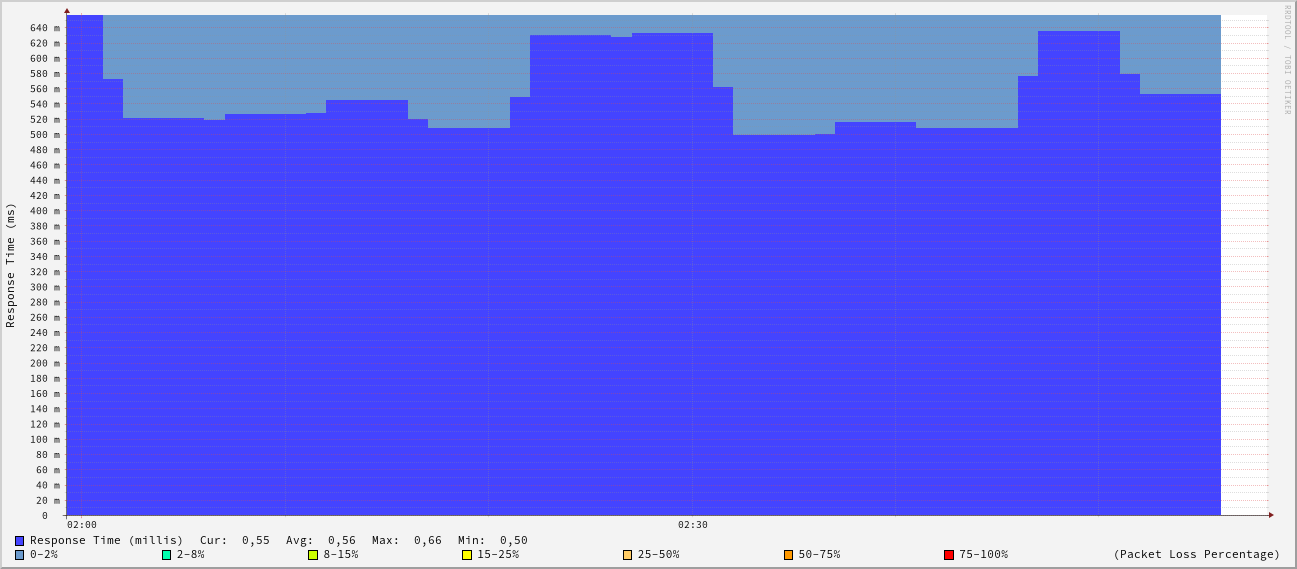 RRDTOOL / TOBI OETIKER
Response Time (ms)
640 m
620 m
600 m
580 m
560 m
540 m
520 m
500 m
480 m
460 m
440 m
420 m
400 m
380 m
360 m
340 m
320 m
300 m
280 m
260 m
240 m
220 m
200 m
180 m
160 m
140 m
120 m
100 m
80 m
60 m
40 m
20 m
0
02:00 02:30
Response Time (millis) Cur: 0,55 Avg: 0,56 Max: 0,66 Min: 0,50
0-2% 2-8% 8-15% 15-25% 25-50% 50-75% 75-100% (Packet Loss Percentage)